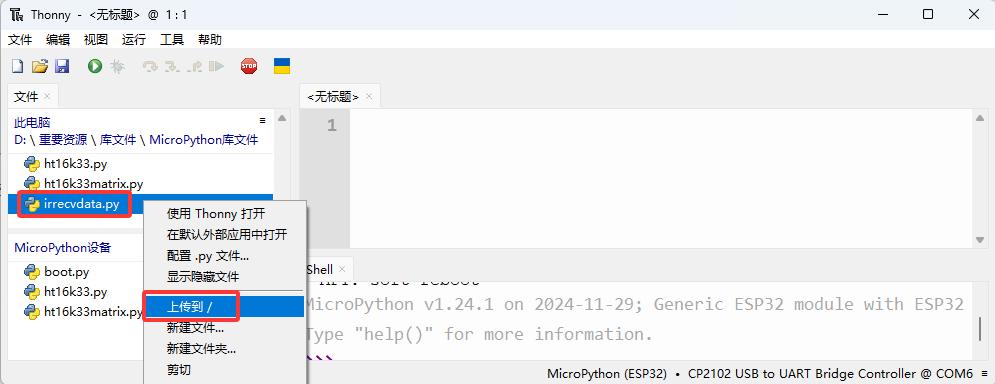 Thonny - <无标题> @ 1 : 1
文件 编辑 视图 运行 工具 帮助
STOP
文件 ×
此电脑
D: \ 重要资源 \ 库文件 \ MicroPython库文件
ht16k33.py
ht16k33matrix.py
irrecvdata.py
MicroPython设备
boot.py
ht16k33.py
ht16k33matrix.py
使用 Thonny 打开
在默认外部应用中打开
配置 .py 文件...
显示隐藏文件
上传到 /
新建文件...
新建文件夹...
剪切
<无标题> ×
1
Shell ×
soft reboot
MicroPython v1.24.1 on 2024-11-29; Generic ESP32 module with ESP32
Type "help()" for more information.
>>>
MicroPython (ESP32) • CP2102 USB to UART Bridge Controller @ COM6 ≡